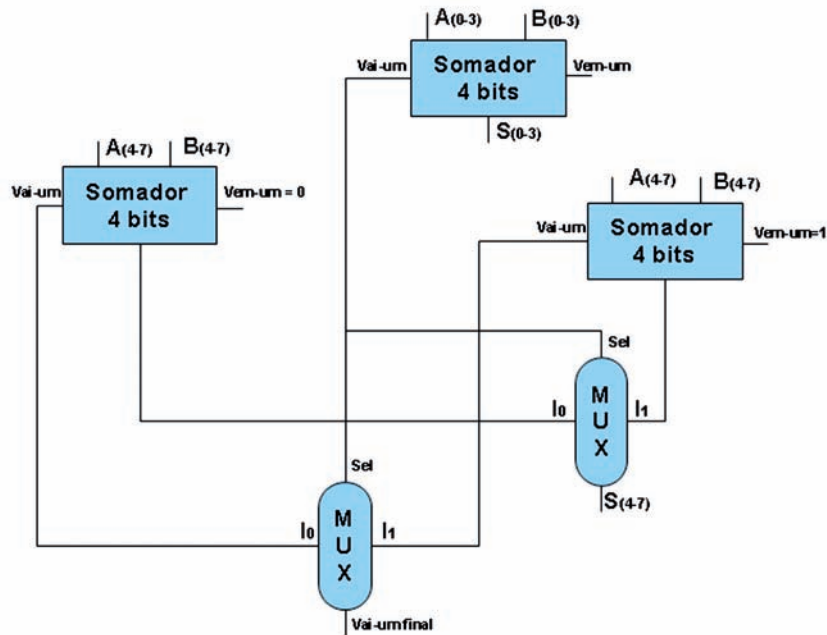 A(0-3)
B(0-3)
Vai-um
Somador
4 bits
Vem-um
S(0-3)
A(4-7)
B(4-7)
Vai-um
Somador
4 bits
Vem-um = 0
A(4-7)
B(4-7)
Vai-um
Somador
4 bits
Vem-um=1
Sel
I0
MUX
I1
S(4-7)
Sel
I0
MUX
I1
Vai-um final